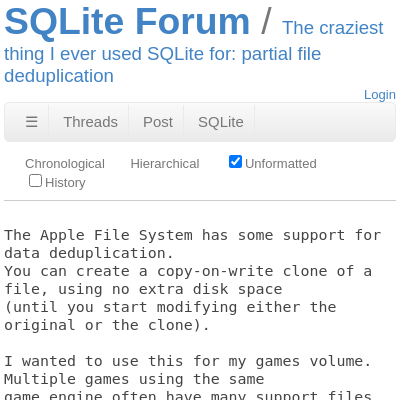 SQLite Forum / The craziest
thing I ever used SQLite for: partial file
deduplication
Login
☰ Threads Post SQLite
Chronological Hierarchical Unformatted
History
The Apple File System has some support for
data deduplication.
You can create a copy-on-write clone of a
file, using no extra disk space
(until you start modifying either the
original or the clone).
I wanted to use this for my games volume.
Multiple games using the same
game engine often have many support files